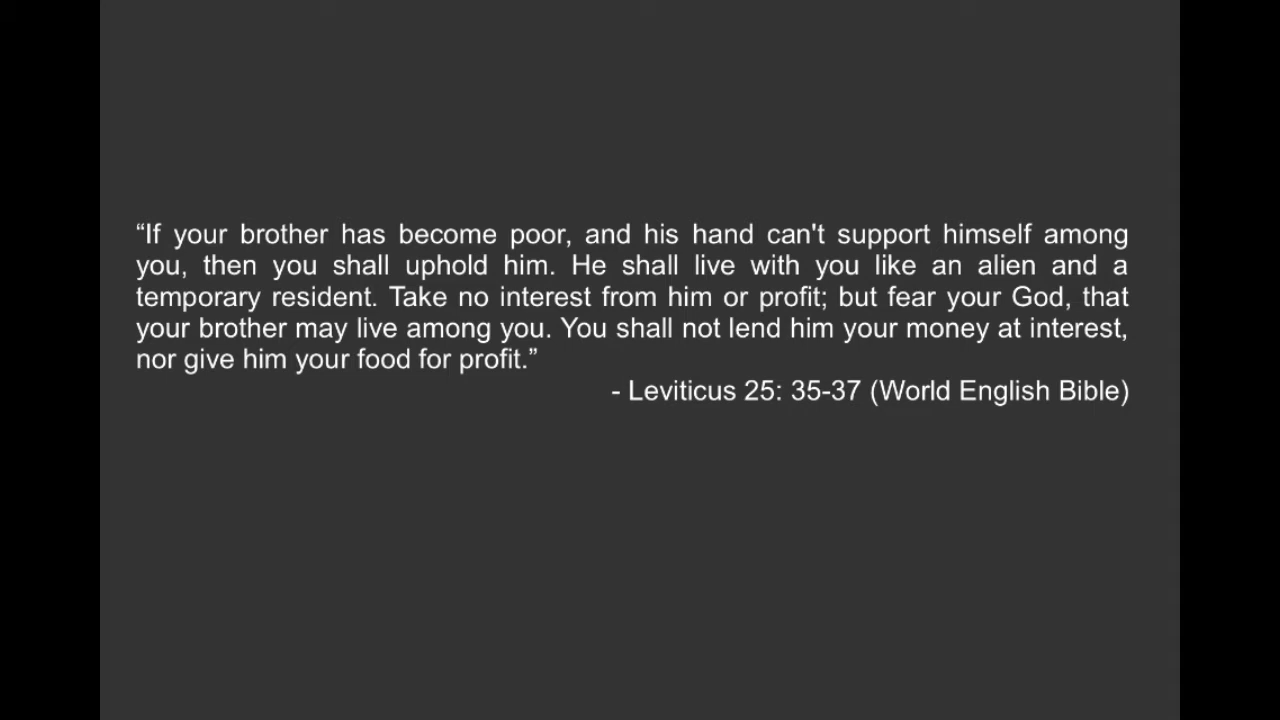 “If your brother has become poor, and his hand can't support himself among
you, then you shall uphold him. He shall live with you like an alien and a
temporary resident. Take no interest from him or profit; but fear your God, that
your brother may live among you. You shall not lend him your money at interest,
nor give him your food for profit.”
- Leviticus 25: 35-37 (World English Bible)